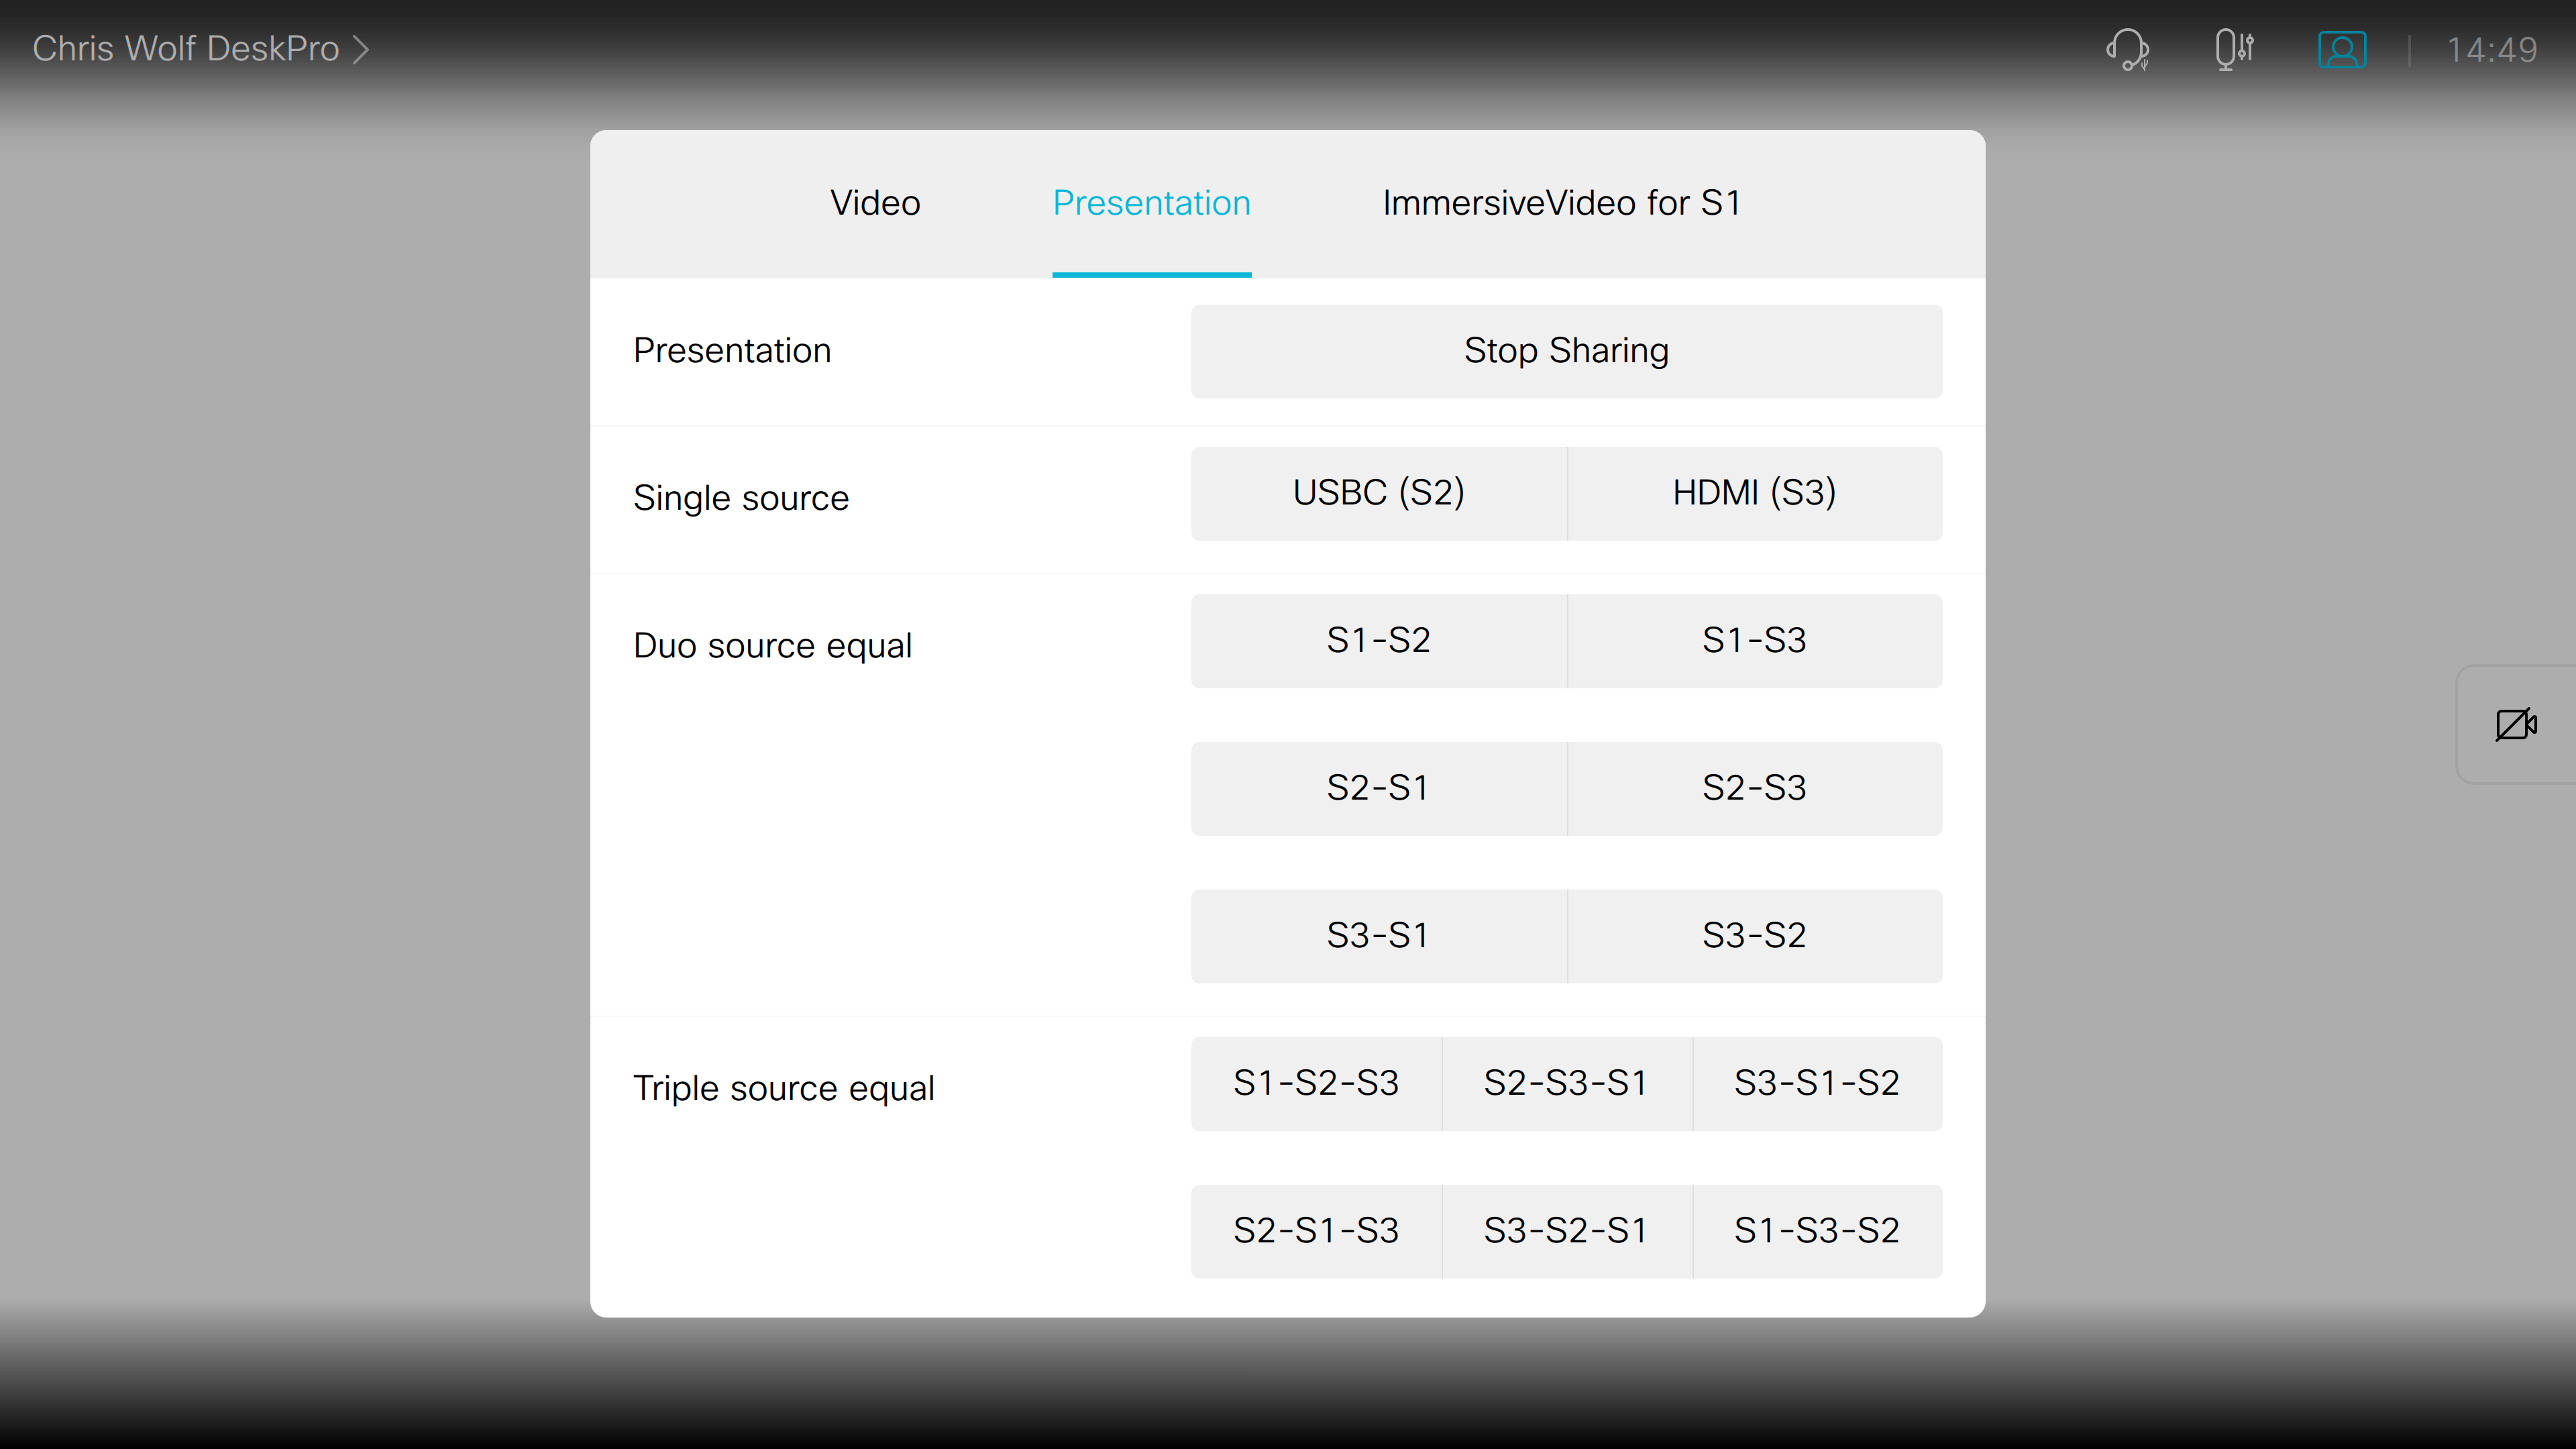 Chris Wolf DeskPro
14:49
Video Presentation ImmersiveVideo for S1
Presentation Stop Sharing
Single source USBC (S2) HDMI (S3)
Duo source equal S1-S2 S1-S3
S2-S1 S2-S3
S3-S1 S3-S2
Triple source equal S1-S2-S3 S2-S3-S1 S3-S1-S2
S2-S1-S3 S3-S2-S1 S1-S3-S2